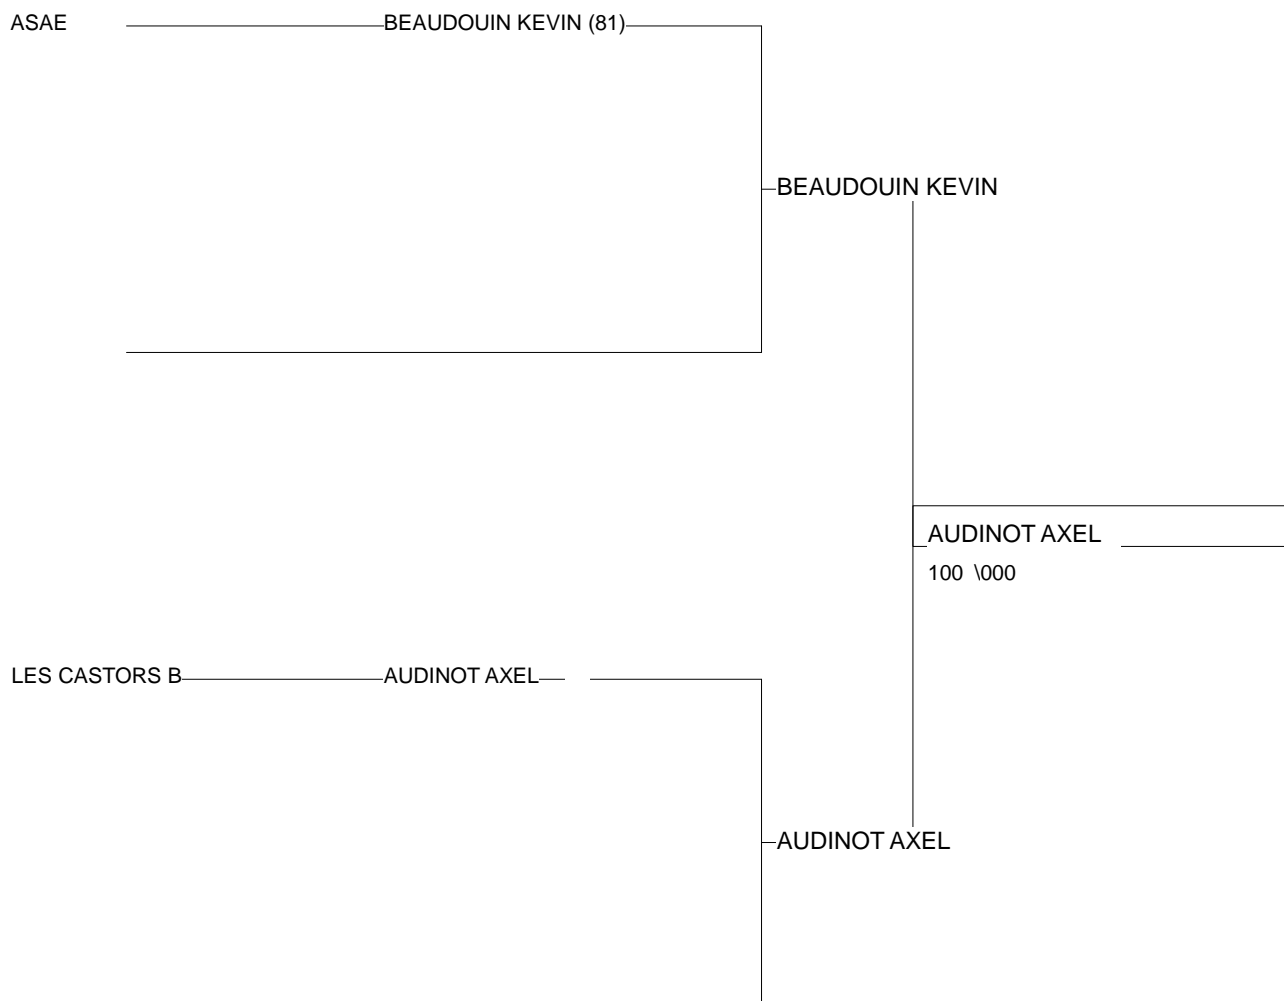 ASAE BEAUDOUIN KEVIN (81)
BEAUDOUIN KEVIN
AUDINOT AXEL
100 \000
LES CASTORS B AUDINOT AXEL
AUDINOT AXEL